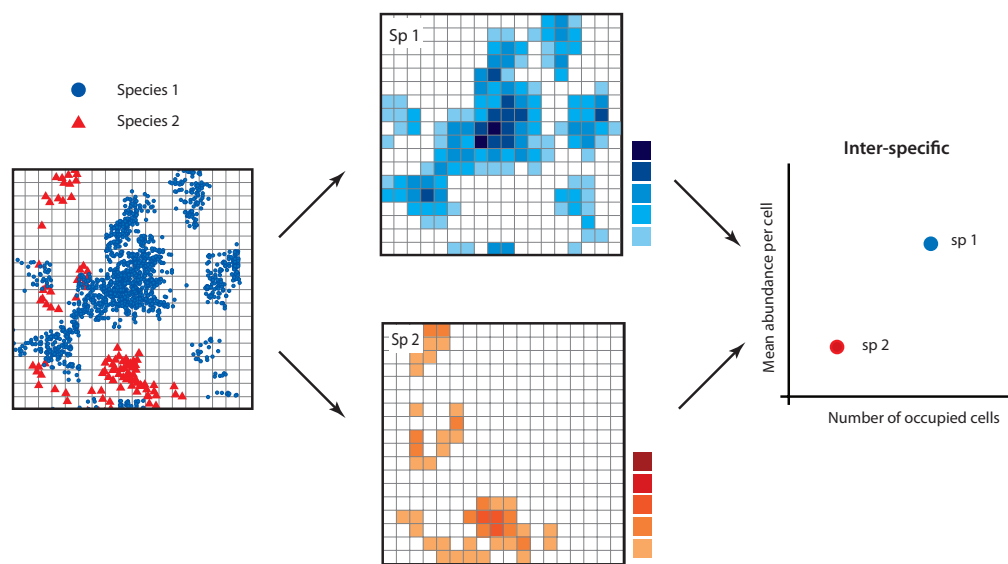 Species 1
Species 2
Sp 1
Sp 2
Inter-specific
Mean abundance per cell
sp 1
sp 2
Number of occupied cells